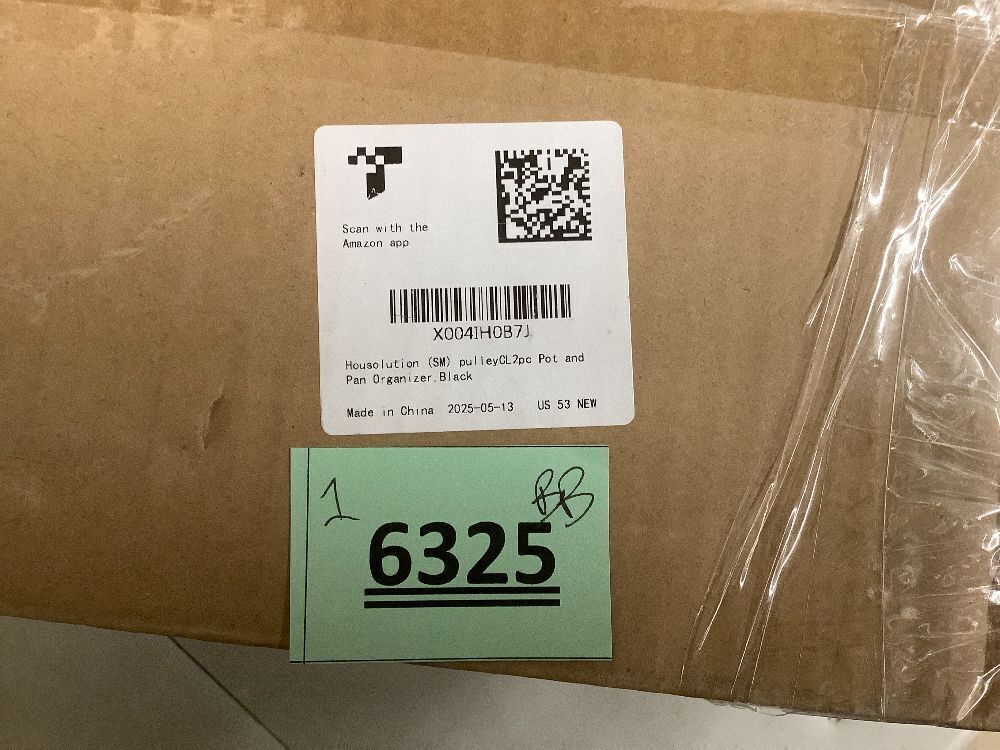 Scan with the
Amazon app
X004IH0B7J
Housolution (SM) pulleyCL2pc Pot and
Pan Organizer.Black
Made in China 2025-05-13 US 53 NEW
1 BB
6325